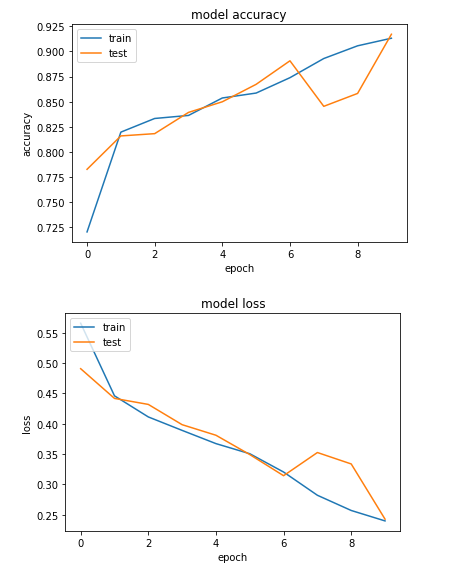 model accuracy
train
test
0.925
0.900
0.875
0.850
0.825
0.800
0.775
0.750
0.725
accuracy
0 2 4 6 8
epoch
model loss
train
test
0.55
0.50
0.45
0.40
0.35
0.30
0.25
loss
0 2 4 6 8
epoch